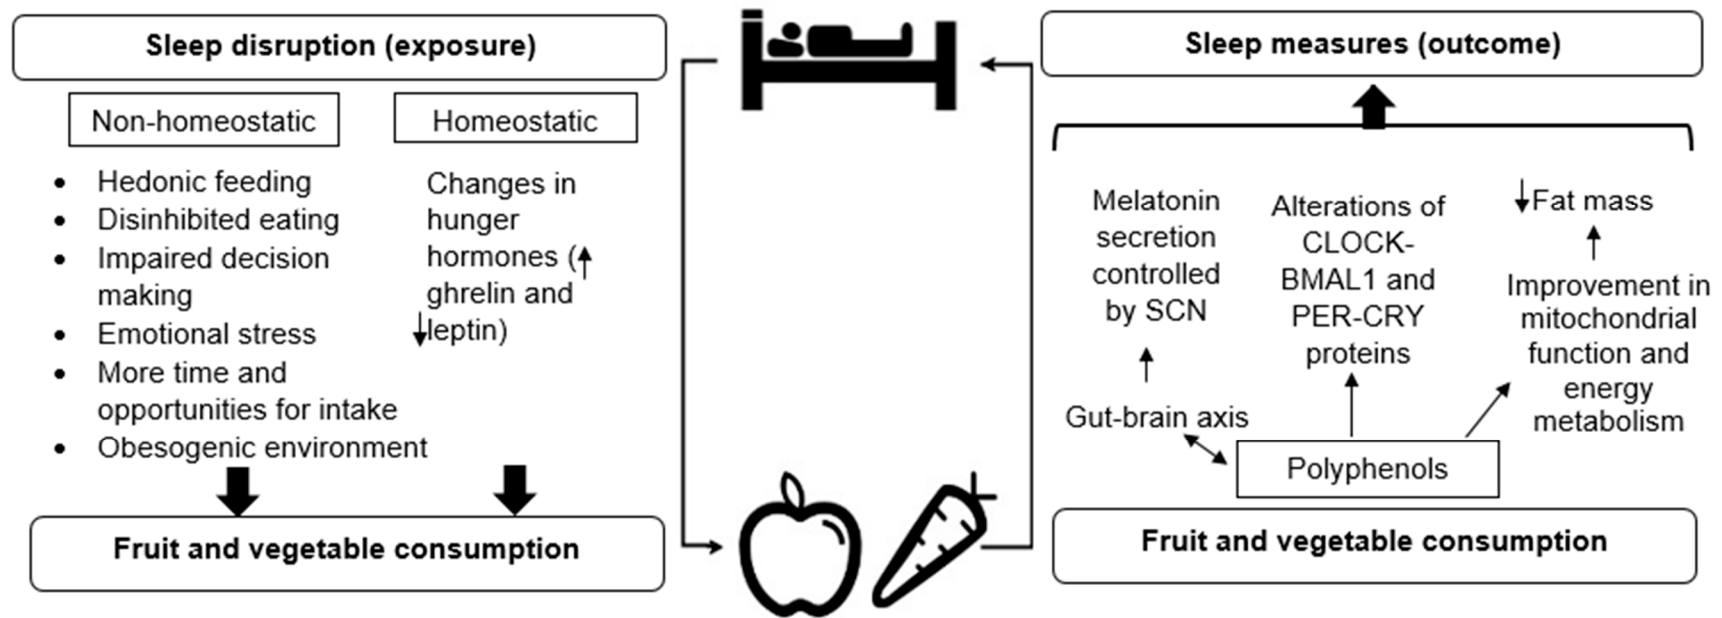 Sleep disruption (exposure)
Non-homeostatic
• Hedonic feeding
• Disinhibited eating
• Impaired decision
making
• Emotional stress
• More time and
opportunities for intake
• Obesogenic environment
Homeostatic
Changes in
hunger
hormones (↑
ghrelin and
↓leptin)
Fruit and vegetable consumption
Sleep measures (outcome)
Melatonin
secretion
controlled
by SCN
Gut-brain axis
Alterations of
CLOCK-
BMAL1 and
PER-CRY
proteins
↓Fat mass
Improvement in
mitochondrial
function and
energy
metabolism
Polyphenols
Fruit and vegetable consumption